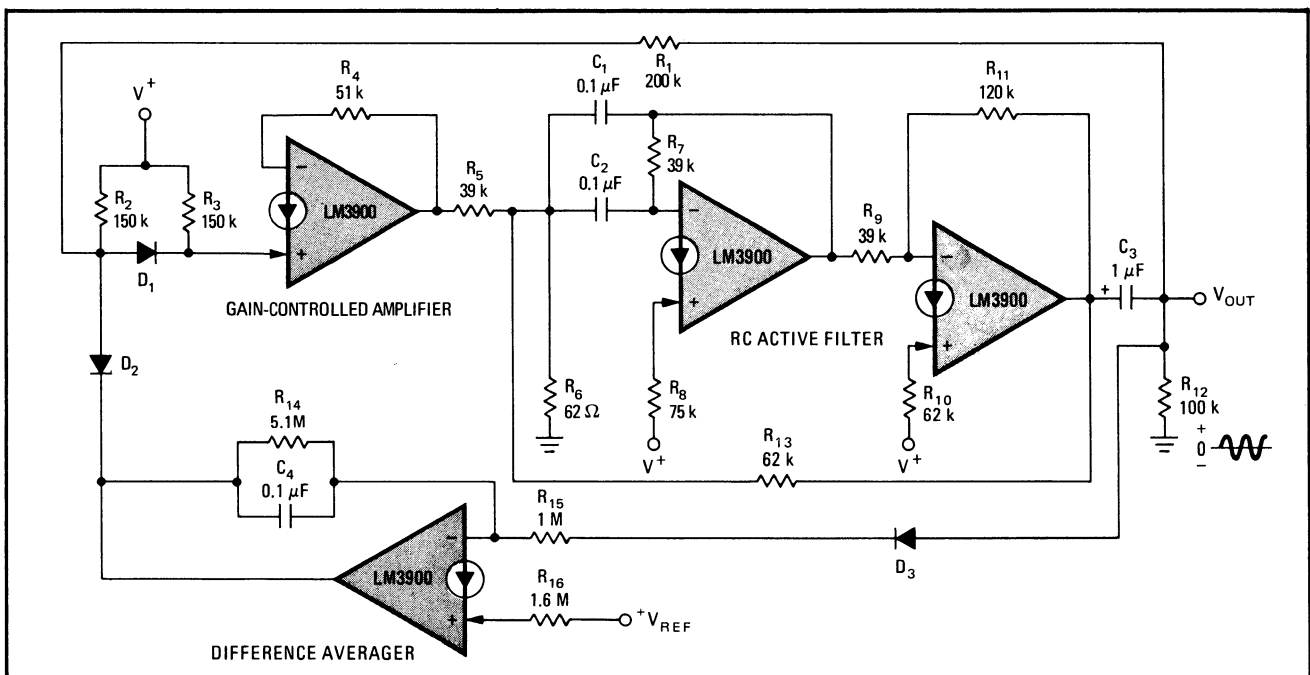 R1
200 k
C1
0.1 μF
R11
120 k
R4
51 k
V+
R7
39 k
C2
0.1 μF
R5
39 k
R2
150 k
R3
150 k
−
LM3900
+
D1
GAIN-CONTROLLED AMPLIFIER
−
LM3900
+
RC ACTIVE FILTER
R9
39 k
−
LM3900
+
C3
+ 1 μF
VOUT
D2
R6
62 Ω
R8
75 k
V+
R10
62 k
V+
R12
100 k
+
0
−
R13
62 k
R14
5.1M
C4
0.1 μF
R15
1 M
D3
−
LM3900
+
R16
1.6 M
+VREF
DIFFERENCE AVERAGER